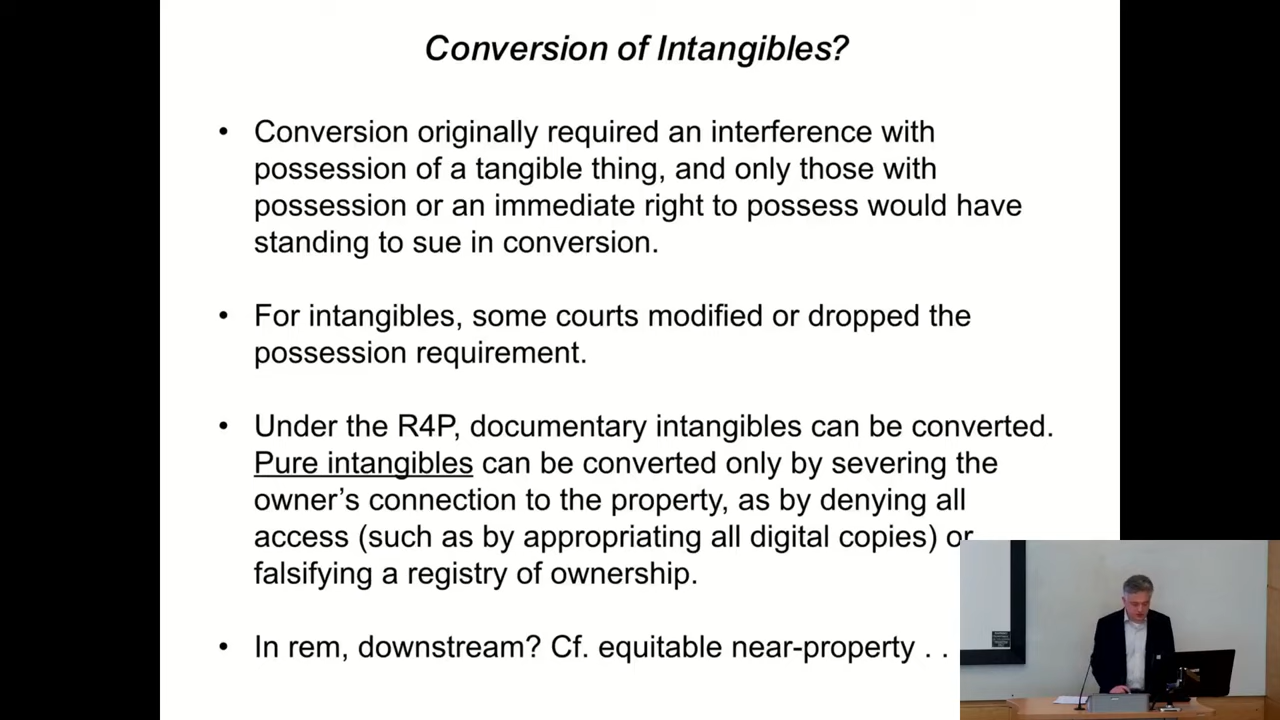 Conversion of Intangibles?
• Conversion originally required an interference with
possession of a tangible thing, and only those with
possession or an immediate right to possess would have
standing to sue in conversion.
• For intangibles, some courts modified or dropped the
possession requirement.
• Under the R4P, documentary intangibles can be converted.
Pure intangibles can be converted only by severing the
owner's connection to the property, as by denying all
access (such as by appropriating all digital copies) or
falsifying a registry of ownership.
• In rem, downstream? Cf. equitable near-property . .